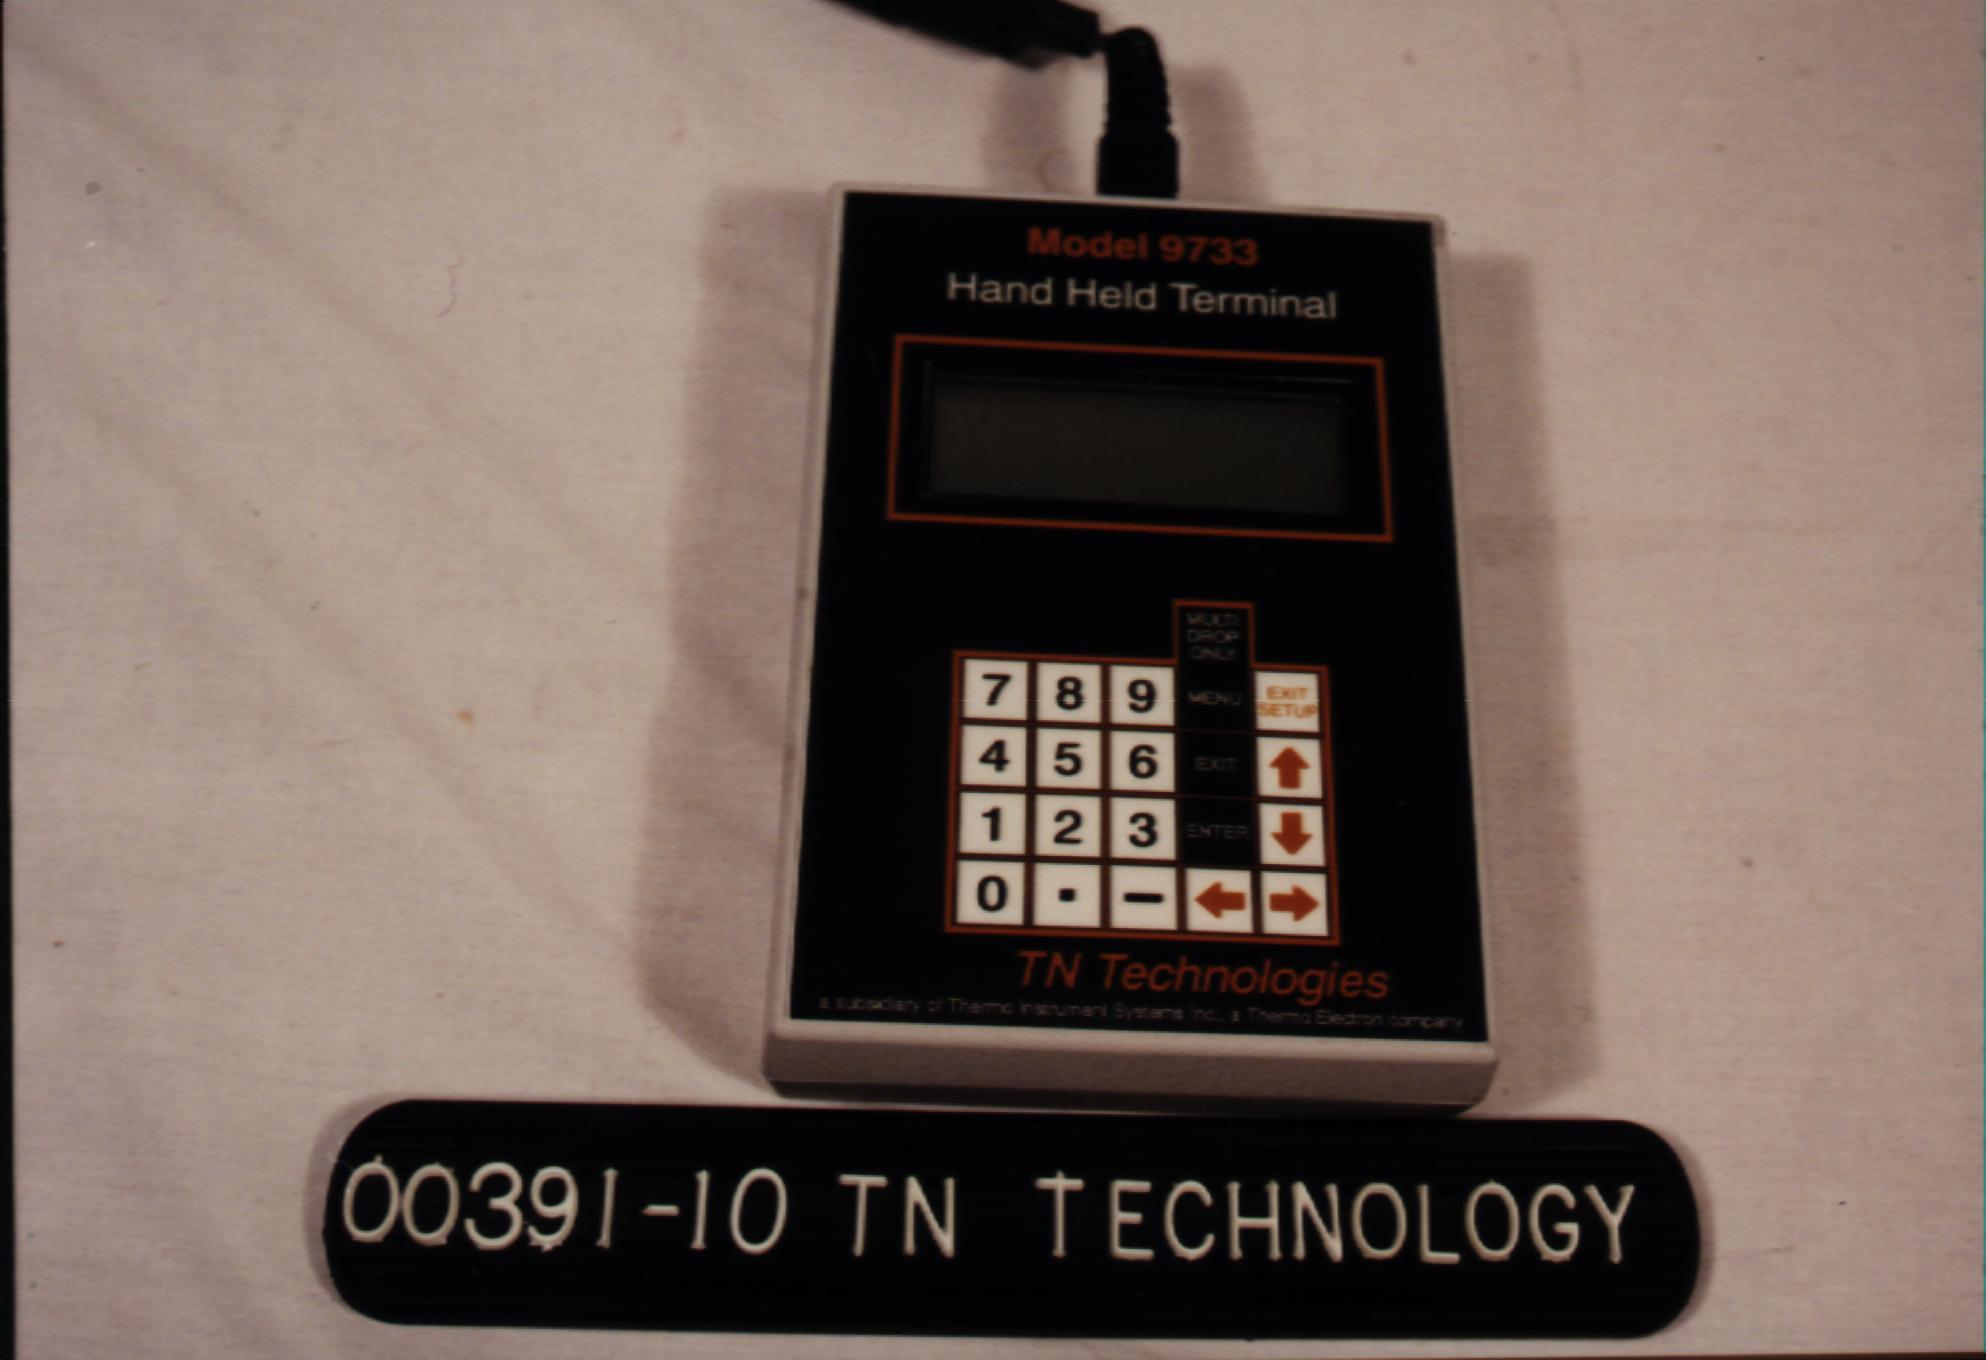 Model 9733
Hand Held Terminal
MULTI
DROP
ONLY
7 8 9 MENU EXIT SETUP
4 5 6 EXIT
1 2 3 ENTER
0 . -
TN Technologies
a subsidiary of Thermo Instrument Systems Inc., a Thermo Electron company
00391-10 TN TECHNOLOGY